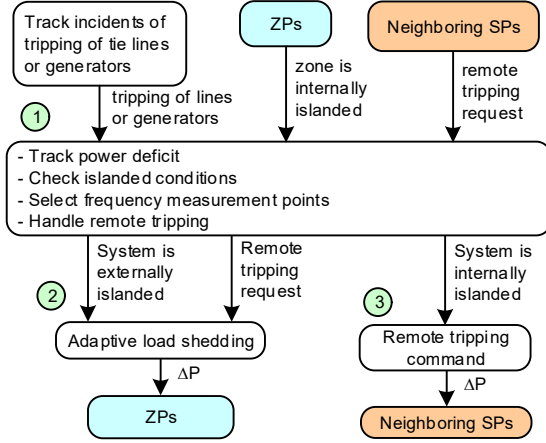 Track incidents of
tripping of tie lines
or generators
ZPs
Neighboring SPs
tripping of lines
or generators
zone is
internally
islanded
remote
tripping
request
1
- Track power deficit
- Check islanded conditions
- Select frequency measurement points
- Handle remote tripping
System is
externally
islanded
Remote
tripping
request
System is
internally
islanded
2
3
Adaptive load shedding
Remote tripping
command
ΔP
ΔP
ZPs
Neighboring SPs